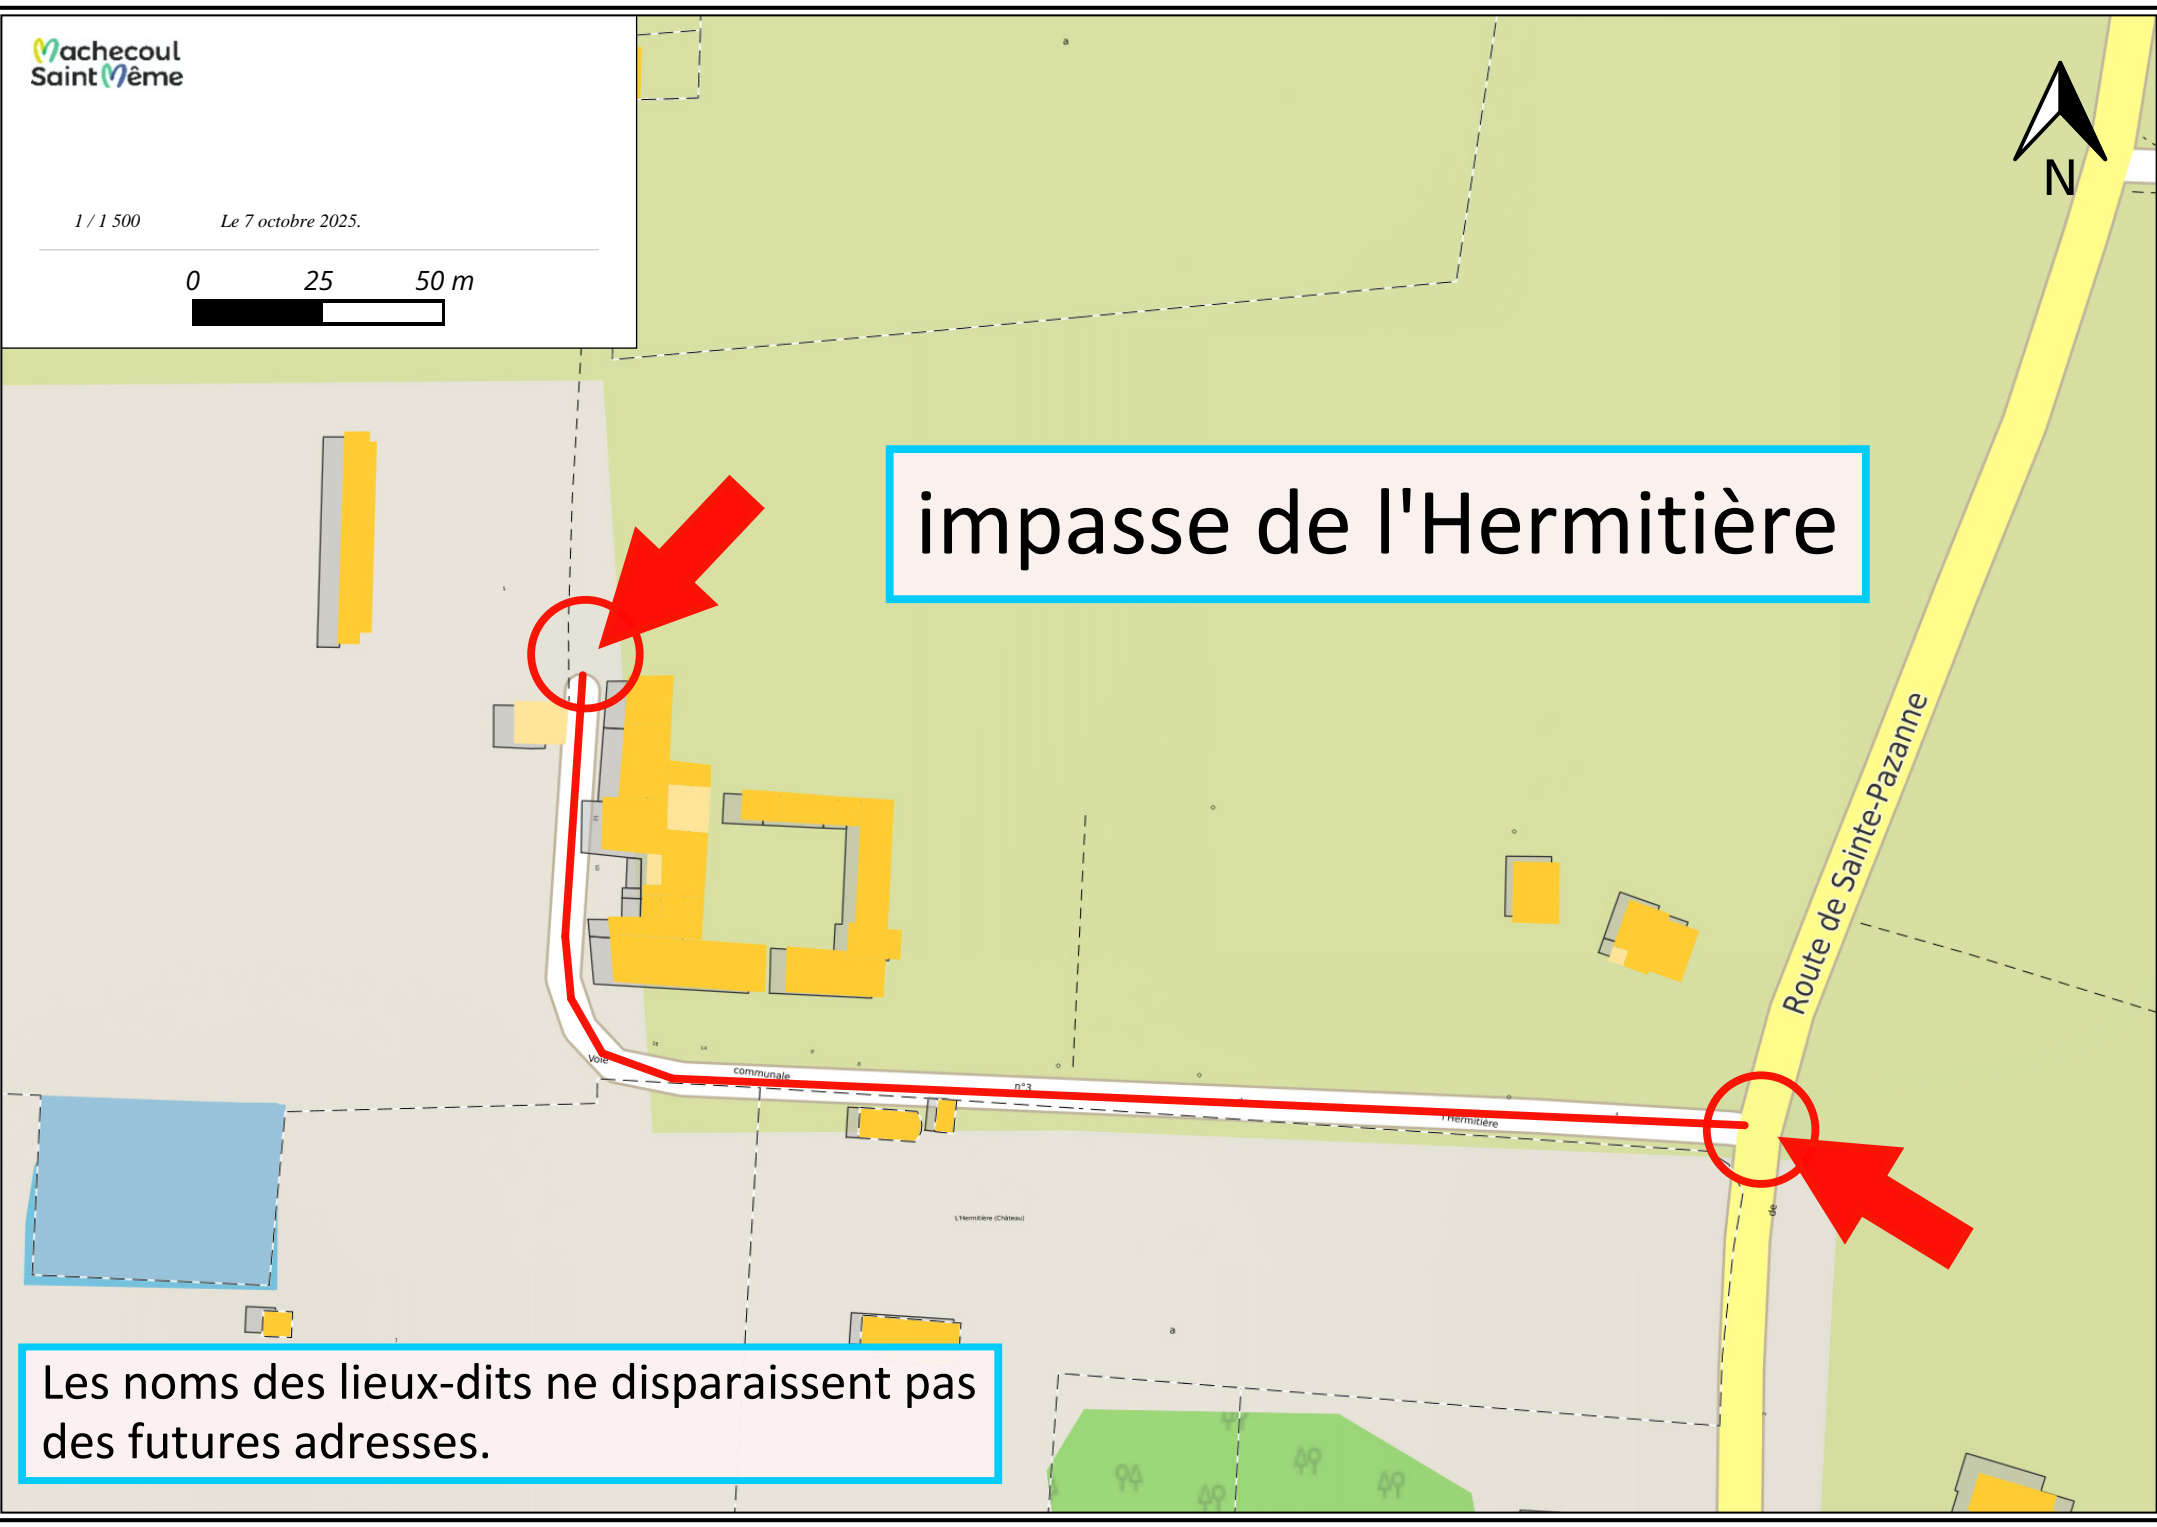 Machecoul
Saint Même
1 / 1 500 Le 7 octobre 2025.
0 25 50 m
N
a
impasse de l'Hermitière
Route de Sainte-Pazanne
Voie
communale
n°3
l'Hermitière
de
L'Hermitière (Château)
a
Les noms des lieux-dits ne disparaissent pas
des futures adresses.